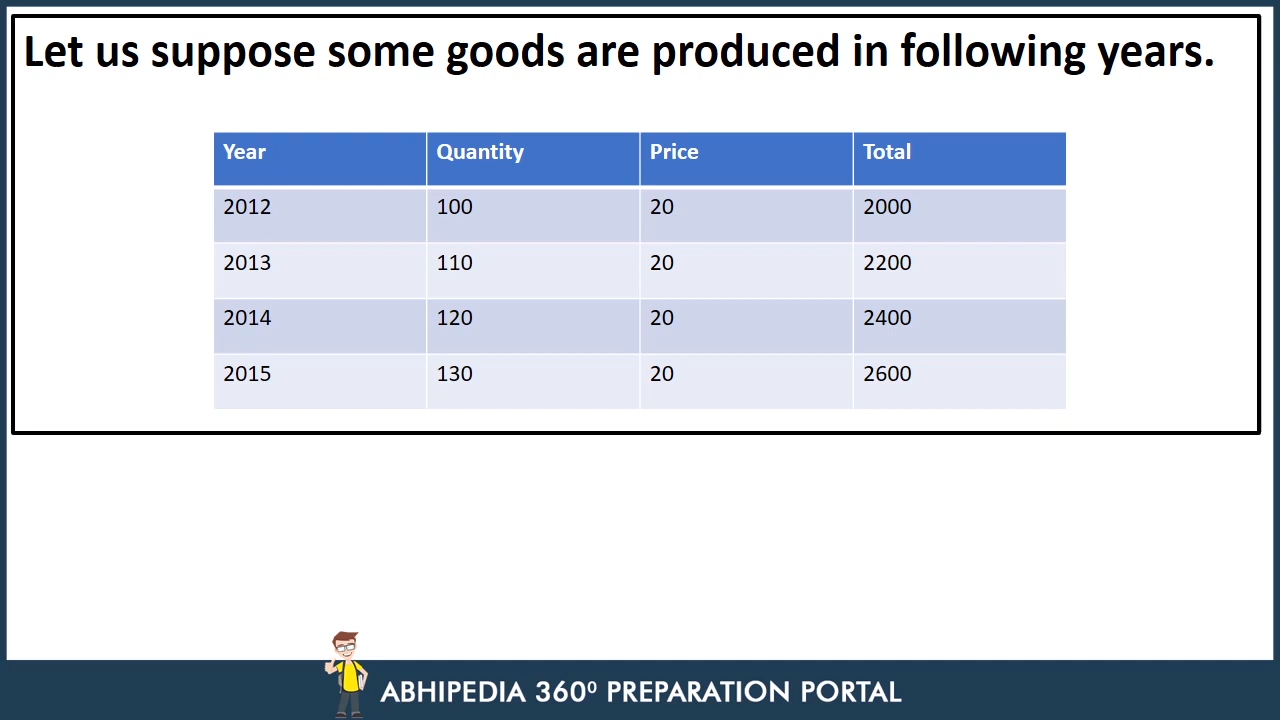 Let us suppose some goods are produced in following years.
Year Quantity Price Total
2012 100 20 2000
2013 110 20 2200
2014 120 20 2400
2015 130 20 2600
ABHIPEDIA 360⁰ PREPARATION PORTAL